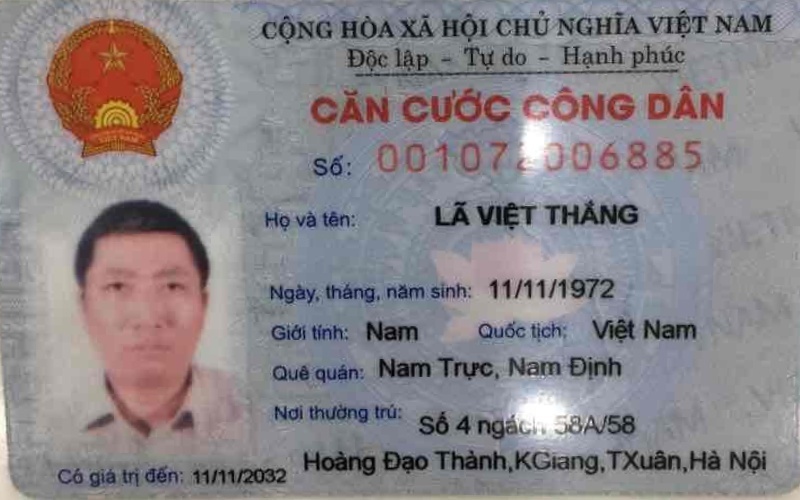 CỘNG HÒA XÃ HỘI CHỦ NGHĨA VIỆT NAM
Độc lập - Tự do - Hạnh phúc
CĂN CƯỚC CÔNG DÂN
VIỆT NAM
Số: 001072006885
Họ và tên: LÃ VIỆT THẮNG
Ngày, tháng, năm sinh: 11/11/1972
Giới tính: Nam Quốc tịch: Việt Nam
Quê quán: Nam Trực, Nam Định
Nơi thường trú: Số 4 ngách 58A/58
Hoàng Đạo Thành,KGiang,TXuân,Hà Nội
Có giá trị đến: 11/11/2032